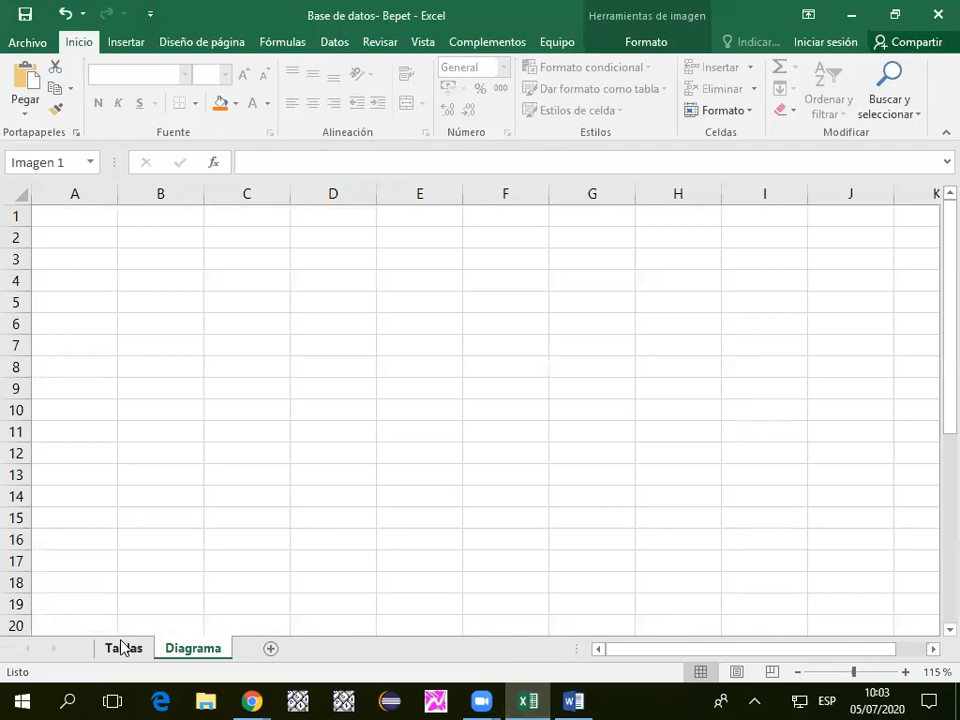 Base de datos- Bepet - Excel
Herramientas de imagen
Archivo Inicio Insertar Diseño de página Fórmulas Datos Revisar Vista Complementos Equipo Formato Indicar... Iniciar sesión Compartir
Pegar
N K S A A A
General
% 000
Formato condicional
Dar formato como tabla
Estilos de celda
Insertar
Eliminar
Formato
Ordenar y filtrar
Buscar y seleccionar
Portapapeles Fuente Alineación Número Estilos Celdas Modificar
Imagen 1 fx
A B C D E F G H I J K
1
2
3
4
5
6
7
8
9
10
11
12
13
14
15
16
17
18
19
20
Diagrama
Listo 115 %
ESP 10:03
05/07/2020